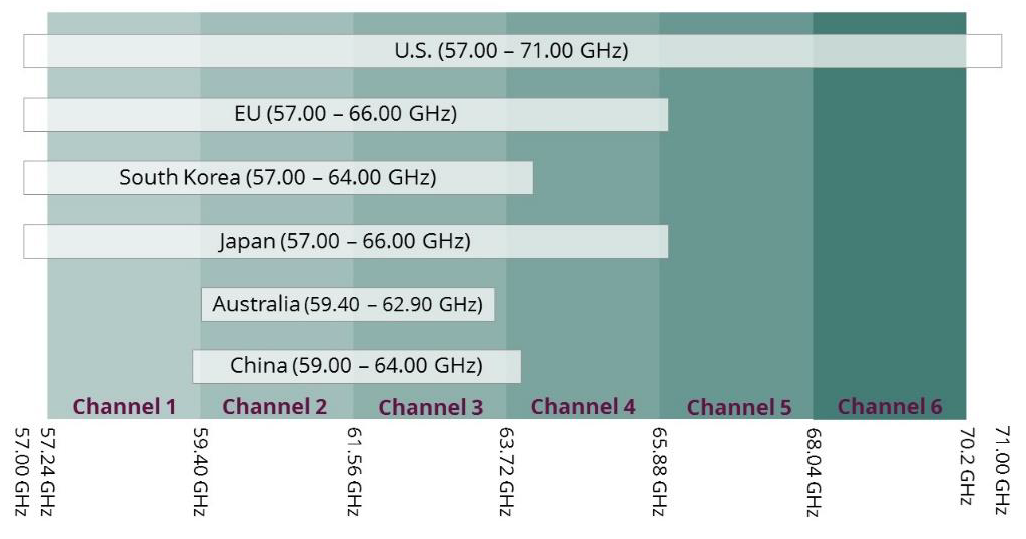 U.S. (57.00 – 71.00 GHz)
EU (57.00 – 66.00 GHz)
South Korea (57.00 – 64.00 GHz)
Japan (57.00 – 66.00 GHz)
Australia (59.40 – 62.90 GHz)
China (59.00 – 64.00 GHz)
Channel 1
Channel 2
Channel 3
Channel 4
Channel 5
Channel 6
57.00 GHz
57.24 GHz
59.40 GHz
61.56 GHz
63.72 GHz
65.88 GHz
68.04 GHz
70.2 GHz
71.00 GHz